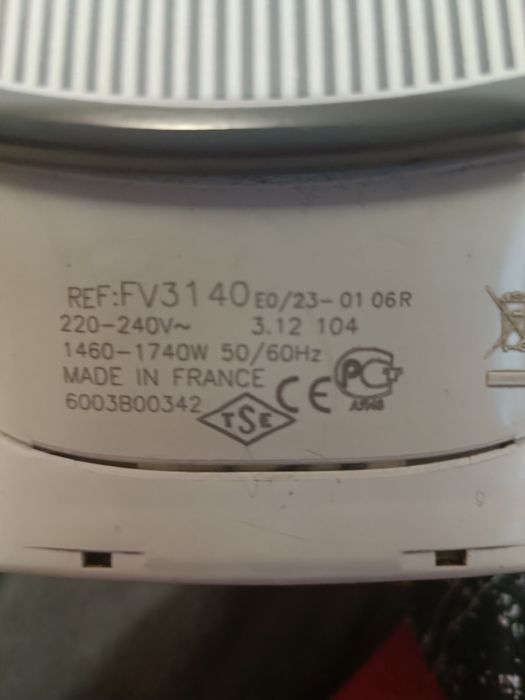 REF:FV3140 E0/23-01 06R
220-240V~ 3.12 104
1460-1740W 50/60Hz
MADE IN FRANCE
6003B00342
TSE
CE